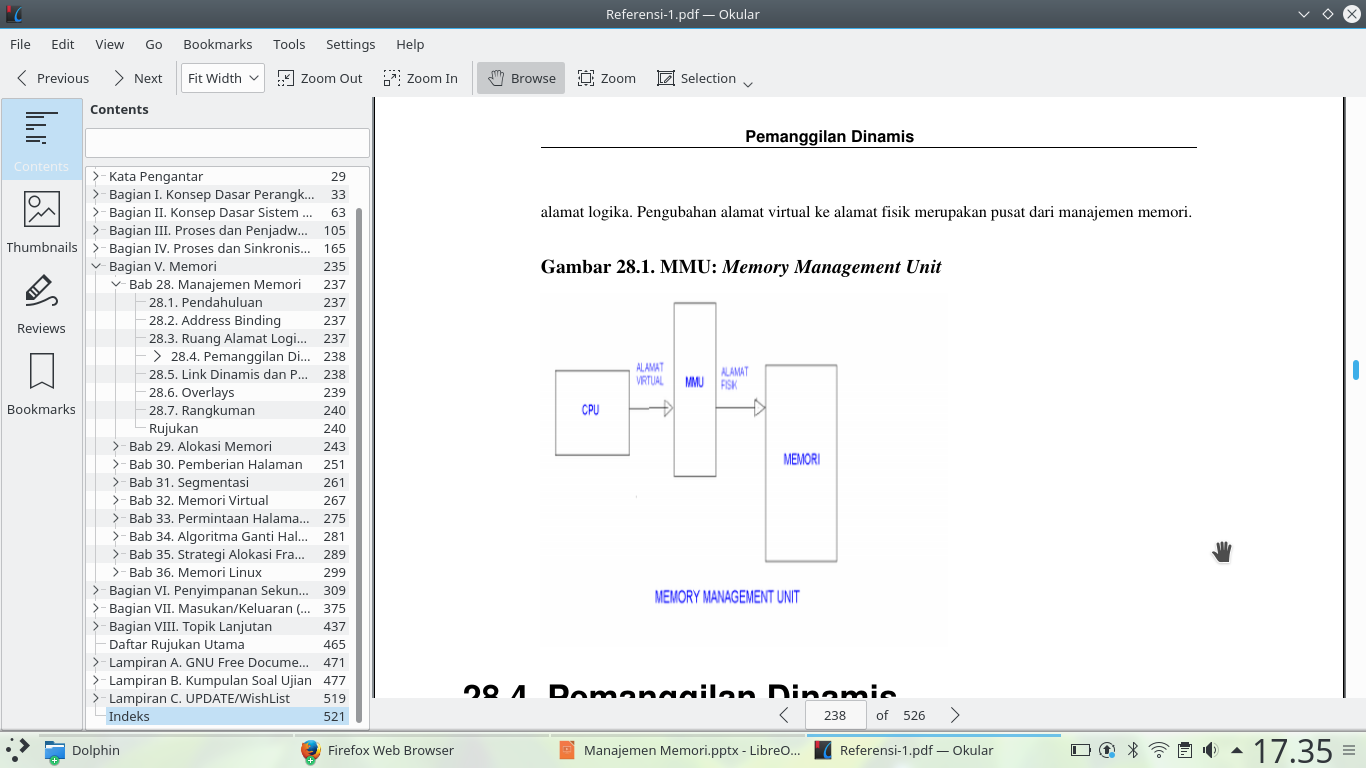 Referensi-1.pdf — Okular
File Edit View Go Bookmarks Tools Settings Help
Previous Next Fit Width Zoom Out Zoom In Browse Zoom Selection
Contents
Thumbnails
Reviews
Bookmarks
Contents
Kata Pengantar 29
Bagian I. Konsep Dasar Perangk... 33
Bagian II. Konsep Dasar Sistem ... 63
Bagian III. Proses dan Penjadw... 105
Bagian IV. Proses dan Sinkronis... 165
Bagian V. Memori 235
Bab 28. Manajemen Memori 237
28.1. Pendahuluan 237
28.2. Address Binding 237
28.3. Ruang Alamat Logi... 237
28.4. Pemanggilan Di... 238
28.5. Link Dinamis dan P... 238
28.6. Overlays 239
28.7. Rangkuman 240
Rujukan 240
Bab 29. Alokasi Memori 243
Bab 30. Pemberian Halaman 251
Bab 31. Segmentasi 261
Bab 32. Memori Virtual 267
Bab 33. Permintaan Halama... 275
Bab 34. Algoritma Ganti Hal... 281
Bab 35. Strategi Alokasi Fra... 289
Bab 36. Memori Linux 299
Bagian VI. Penyimpanan Sekun... 309
Bagian VII. Masukan/Keluaran (... 375
Bagian VIII. Topik Lanjutan 437
Daftar Rujukan Utama 465
Lampiran A. GNU Free Docume... 471
Lampiran B. Kumpulan Soal Ujian 477
Lampiran C. UPDATE/WishList 519
Indeks 521
Pemanggilan Dinamis
alamat logika. Pengubahan alamat virtual ke alamat fisik merupakan pusat dari manajemen memori.
Gambar 28.1. MMU: Memory Management Unit
CPU
ALAMAT
VIRTUAL
MMU
ALAMAT
FISIK
MEMORI
MEMORY MANAGEMENT UNIT
28.4. Pemanggilan Dinamis
238 of 526
Dolphin Firefox Web Browser Manajemen Memori.pptx - LibreO... Referensi-1.pdf — Okular 17.35